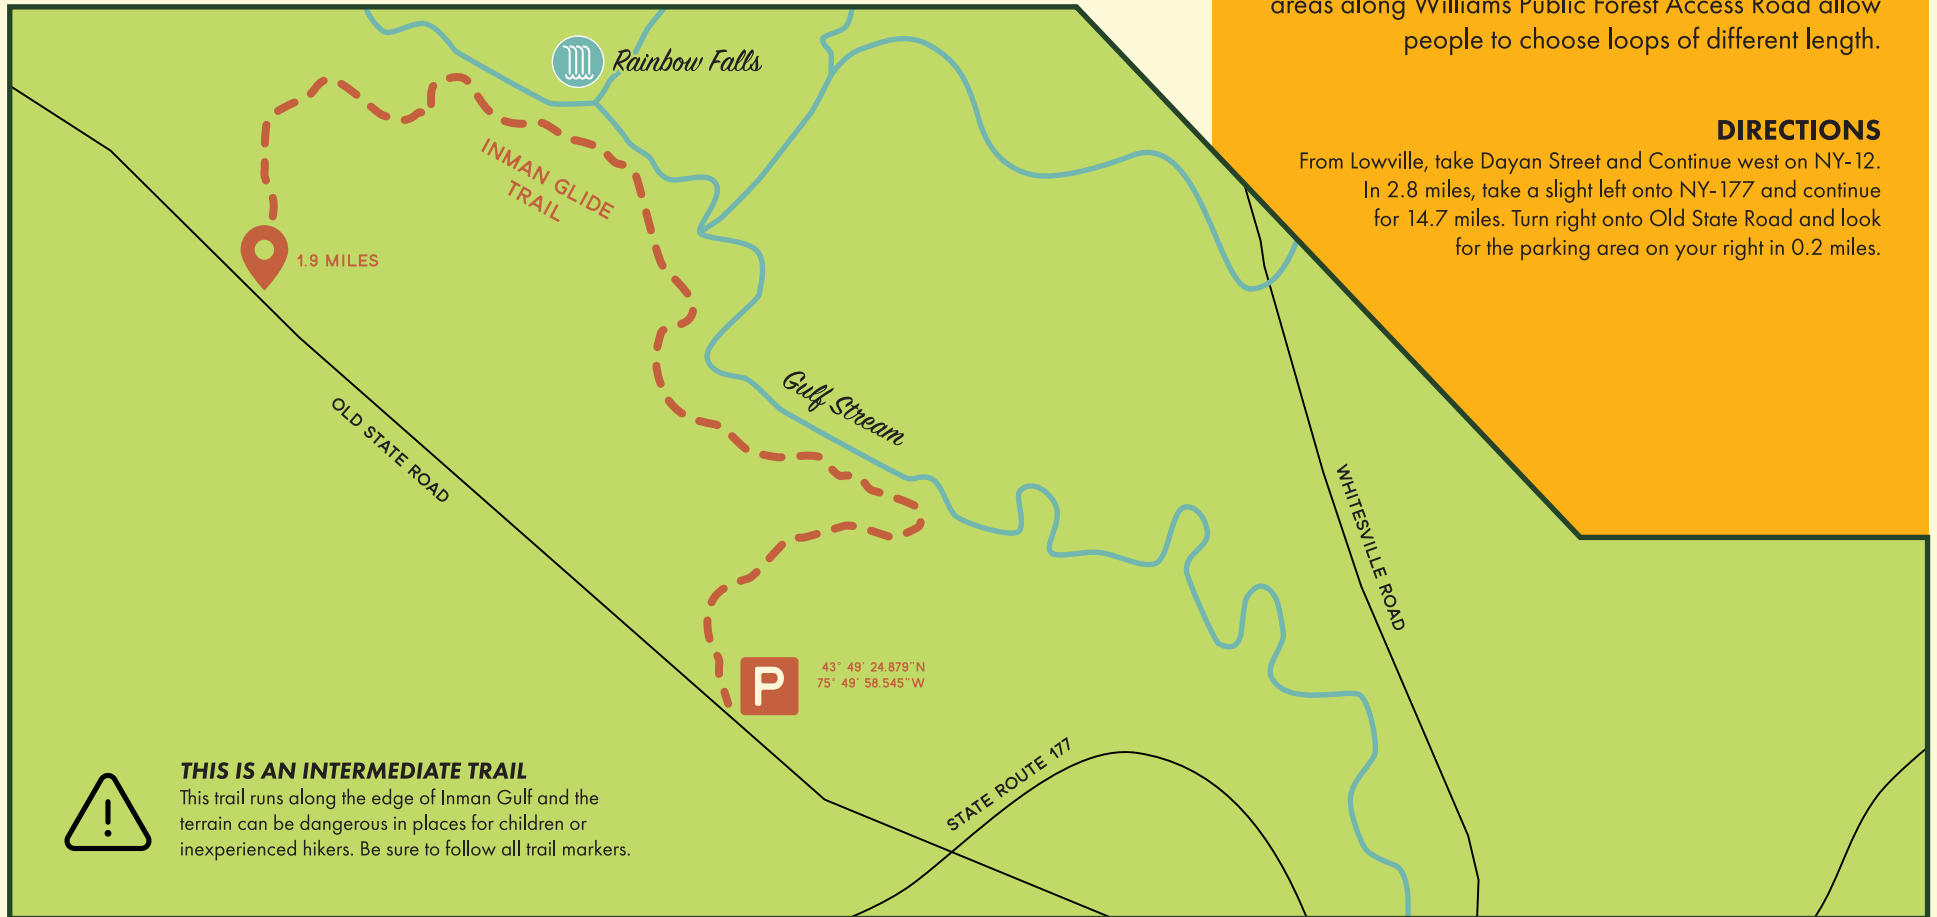 areas along Williams Public Forest Access Road allow
people to choose loops of different length.
DIRECTIONS
From Lowville, take Dayan Street and Continue west on NY-12.
In 2.8 miles, take a slight left onto NY-177 and continue
for 14.7 miles. Turn right onto Old State Road and look
for the parking area on your right in 0.2 miles.
Rainbow Falls
INMAN GLIDE
TRAIL
1.9 MILES
Gulf Stream
OLD STATE ROAD
WHITESVILLE ROAD
P
43° 49' 24.879"N
75° 49' 58.545"W
STATE ROUTE 177
THIS IS AN INTERMEDIATE TRAIL
This trail runs along the edge of Inman Gulf and the
terrain can be dangerous in places for children or
inexperienced hikers. Be sure to follow all trail markers.